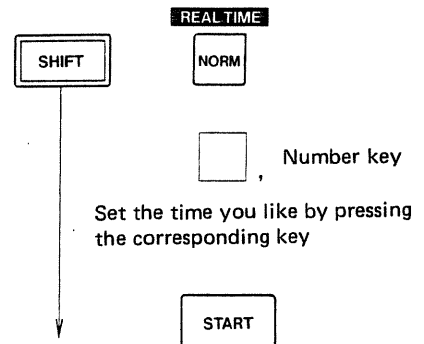 REAL TIME
SHIFT NORM
, Number key
Set the time you like by pressing
the corresponding key
START